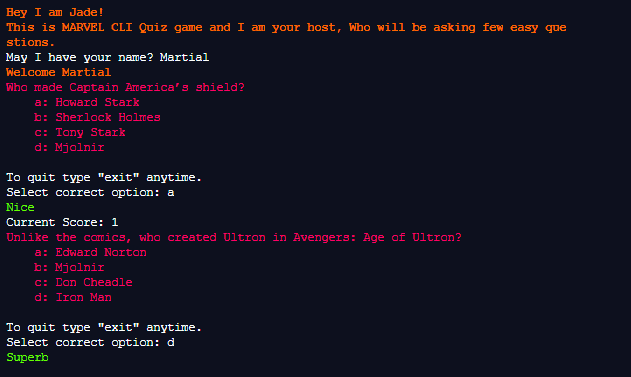 Hey I am Jade!
This is MARVEL CLI Quiz game and I am your host, Who will be asking few easy que
stions.
May I have your name? Martial
Welcome Martial
Who made Captain America's shield?
a: Howard Stark
b: Sherlock Holmes
c: Tony Stark
d: Mjolnir
To quit type "exit" anytime.
Select correct option: a
Nice
Current Score: 1
Unlike the comics, who created Ultron in Avengers: Age of Ultron?
a: Edward Norton
b: Mjolnir
c: Don Cheadle
d: Iron Man
To quit type "exit" anytime.
Select correct option: d
Superb